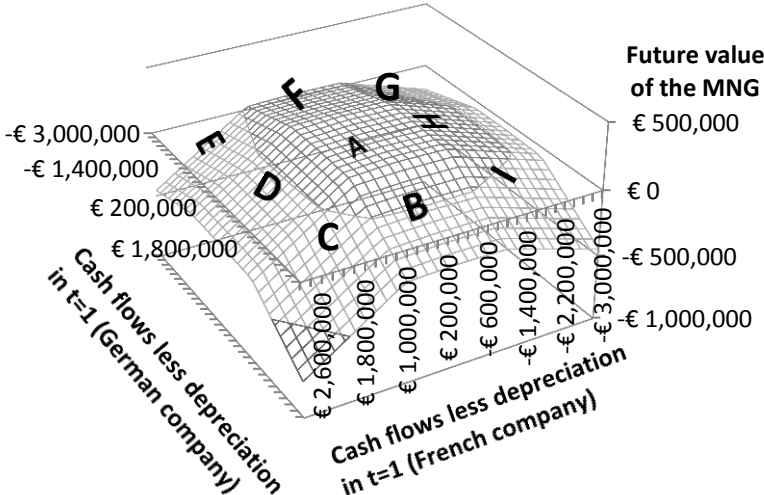 Future value
of the MNG
€ 500,000
€ 0
-€ 500,000
-€ 1,000,000
F
G
E
H
A
D
I
B
C
-€ 3,000,000
-€ 1,400,000
€ 200,000
€ 1,800,000
€ 2,600,000
€ 1,800,000
€ 1,000,000
€ 200,000
-€ 600,000
-€ 1,400,000
-€ 2,200,000
-€ 3,000,000
Cash flows less depreciation
in t=1 (German company)
Cash flows less depreciation
in t=1 (French company)